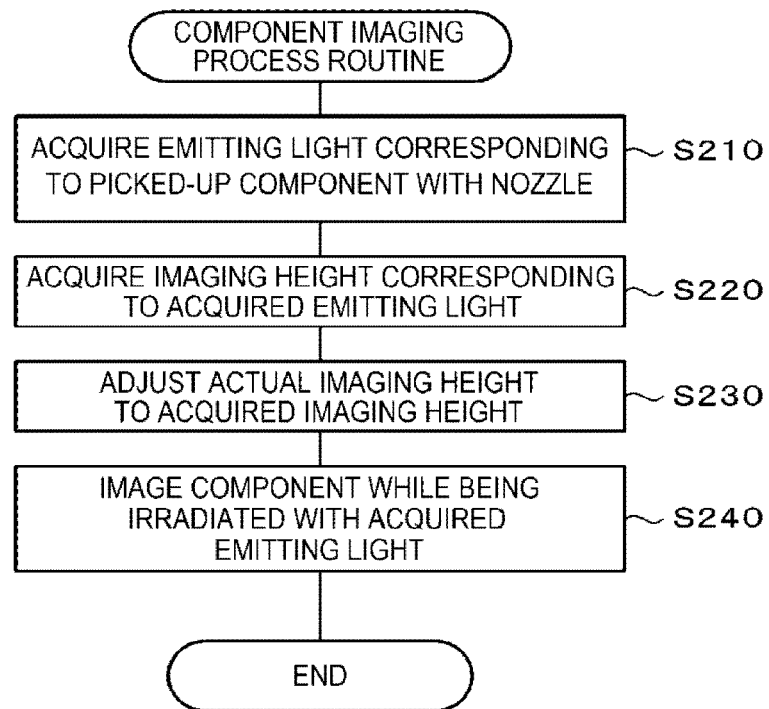 COMPONENT IMAGING
PROCESS ROUTINE
ACQUIRE EMITTING LIGHT CORRESPONDING
TO PICKED-UP COMPONENT WITH NOZZLE
S210
ACQUIRE IMAGING HEIGHT CORRESPONDING
TO ACQUIRED EMITTING LIGHT
S220
ADJUST ACTUAL IMAGING HEIGHT
TO ACQUIRED IMAGING HEIGHT
S230
IMAGE COMPONENT WHILE BEING
IRRADIATED WITH ACQUIRED
EMITTING LIGHT
S240
END